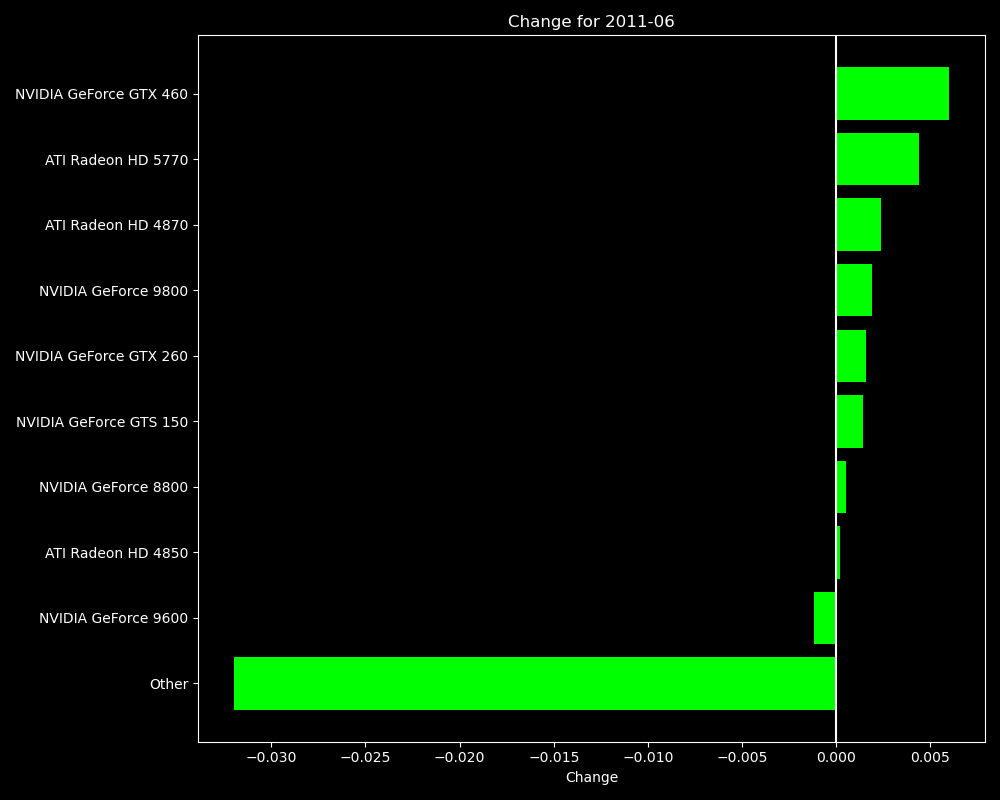 Change for 2011-06
NVIDIA GeForce GTX 460
ATI Radeon HD 5770
ATI Radeon HD 4870
NVIDIA GeForce 9800
NVIDIA GeForce GTX 260
NVIDIA GeForce GTS 150
NVIDIA GeForce 8800
ATI Radeon HD 4850
NVIDIA GeForce 9600
Other
−0.030 −0.025 −0.020 −0.015 −0.010 −0.005 0.000 0.005
Change